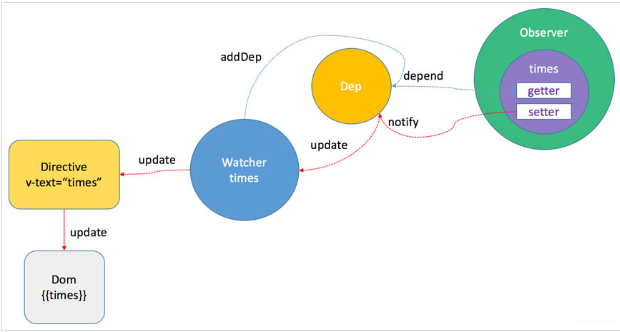 Observer
times
getter
setter
addDep
depend
Dep
notify
update
Watcher
times
update
Directive
v-text=“times”
update
Dom
{{times}}